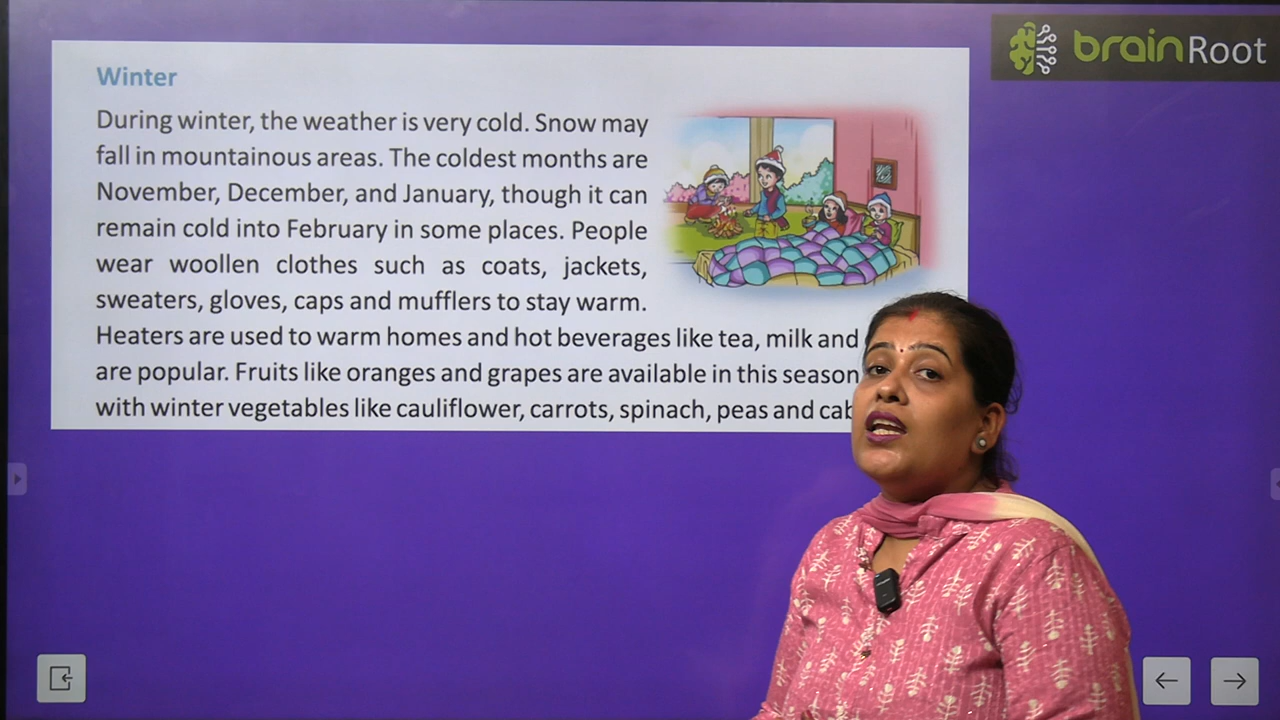 brainRoot
Winter
During winter, the weather is very cold. Snow may
fall in mountainous areas. The coldest months are
November, December, and January, though it can
remain cold into February in some places. People
wear woollen clothes such as coats, jackets,
sweaters, gloves, caps and mufflers to stay warm.
Heaters are used to warm homes and hot beverages like tea, milk and
are popular. Fruits like oranges and grapes are available in this season
with winter vegetables like cauliflower, carrots, spinach, peas and